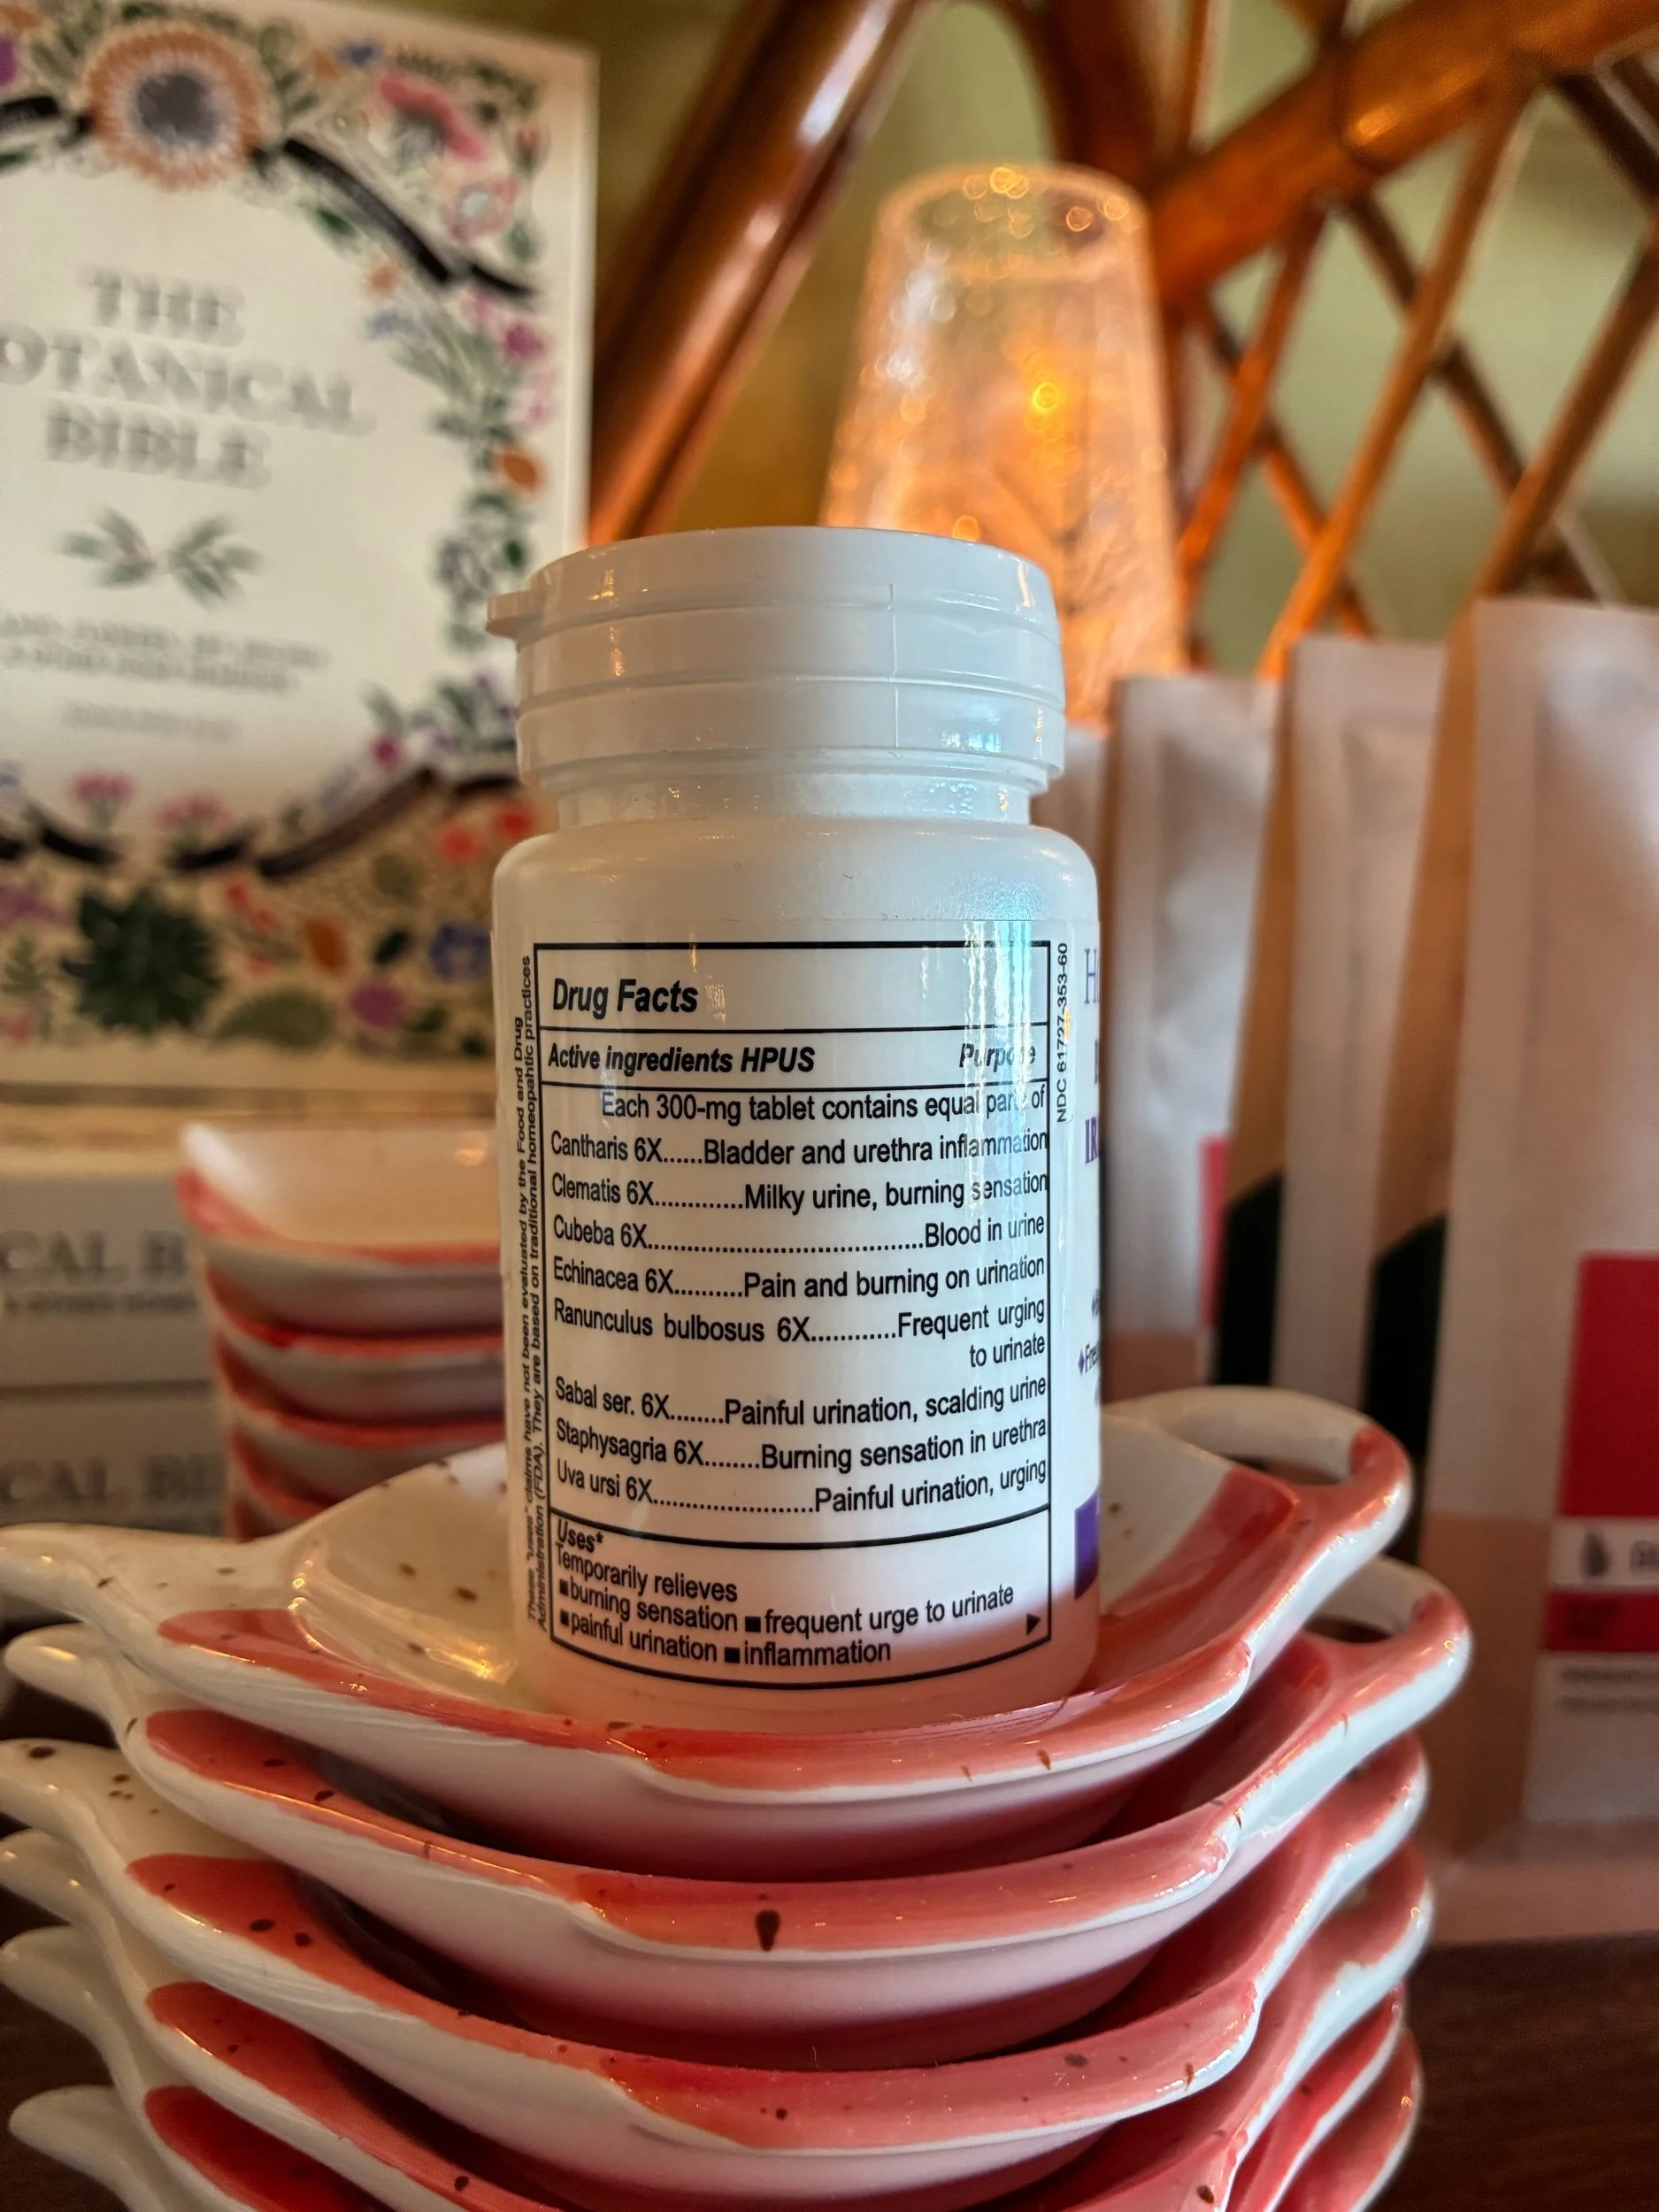 THE
OTANICAL
BIBLE
Drug Facts
Active ingredients HPUS Purpose
Each 300-mg tablet contains equal parts of
Cantharis 6X......Bladder and urethra inflammation
Clematis 6X.............Milky urine, burning sensation
Cubeba 6X.......................................Blood in urine
Echinacea 6X..........Pain and burning on urination
Ranunculus bulbosus 6X............Frequent urging
to urinate
Sabal ser. 6X........Painful urination, scalding urine
Staphysagria 6X........Burning sensation in urethra
Uva ursi 6X.......................Painful urination, urging
Uses*
Temporarily relieves
■burning sensation ■frequent urge to urinate
■painful urination ■inflammation
These "uses" claims have not been evaluated by the Food and Drug
Administration (FDA). They are based on traditional homeopahtic practices
NDC 61727-353-60
CAL B
CAL BI